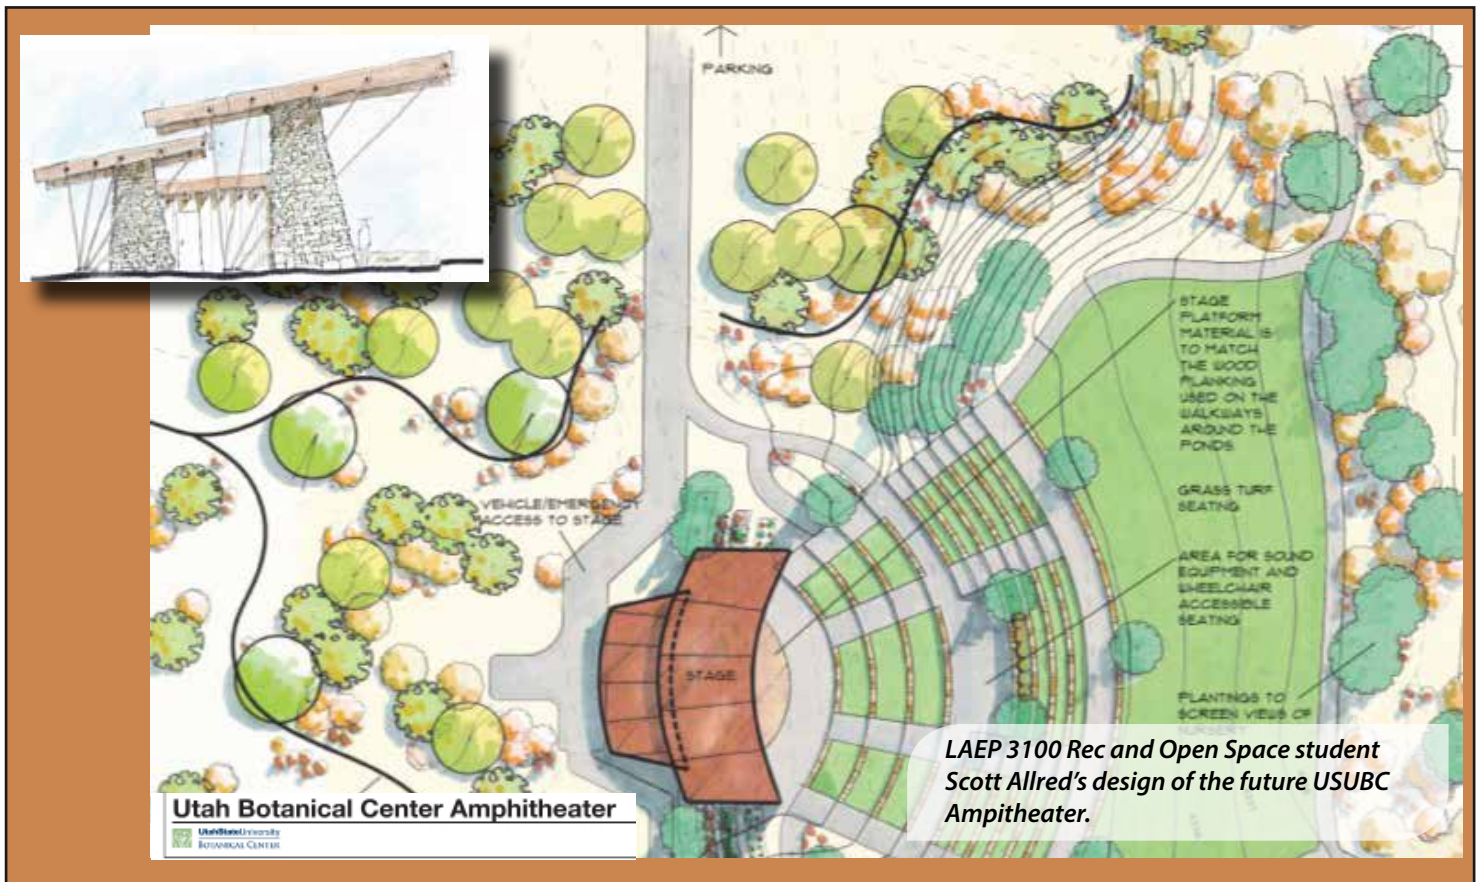 PARKING
STAGE
PLATFORM
MATERIAL IS
TO MATCH
THE WOOD
PLANKING
USED ON THE
WALKWAYS
AROUND THE
PONDS
GRASS TURF
SEATING
VEHICLE/EMERGENCY
ACCESS TO STAGE
AREA FOR SOUND
EQUIPMENT AND
WHEELCHAIR
ACCESSIBLE
SEATING
STAGE
PLANTINGS TO
SCREEN VIEWS OF
NURSERY
LAEP 3100 Rec and Open Space student
Scott Allred’s design of the future USUBC
Ampitheater.
Utah Botanical Center Amphitheater
UtahStateUniversity
BOTANICAL CENTER